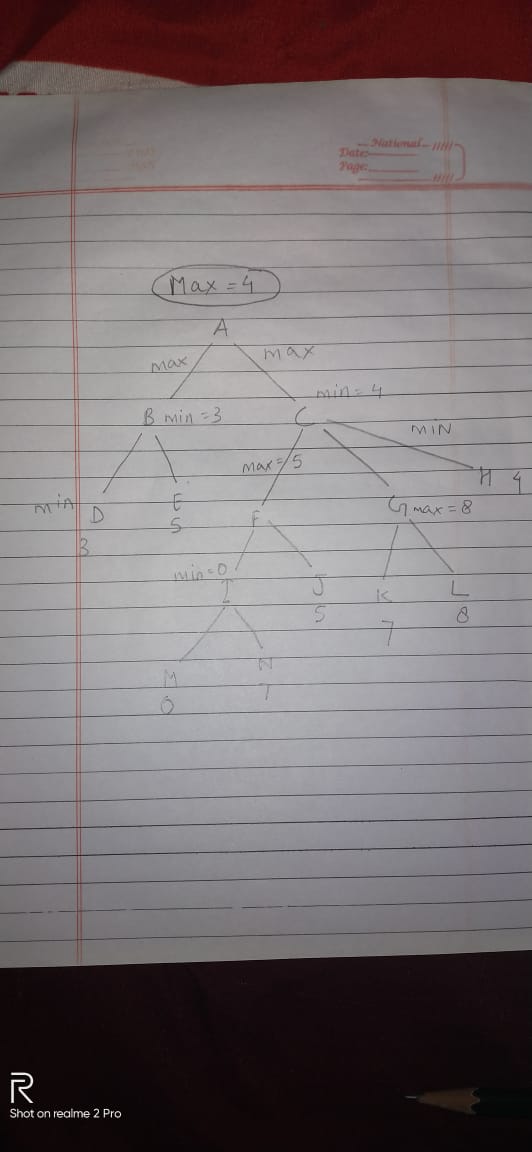 National
Date:
Page:
Max = 4
A
max max
min = 4
B min = 3 C
MIN
max = 5
H 4
min D E G max = 8
5 F
3
min = 0
I J K L
5 8
7
M N
0 7
R
Shot on realme 2 Pro